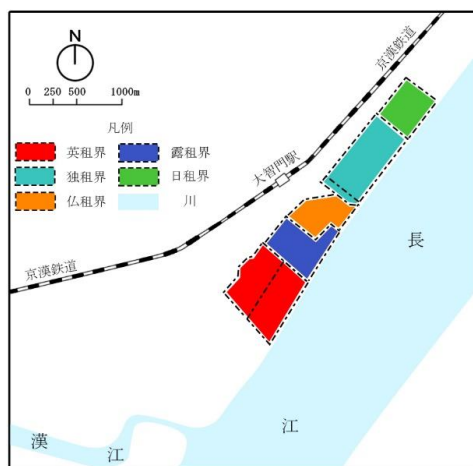 N
0 250 500 1000m
凡例
英租界 露租界
独租界 日租界
仏租界 川
京漢鉄道
大智門駅
京漢鉄道
長
江
漢 江